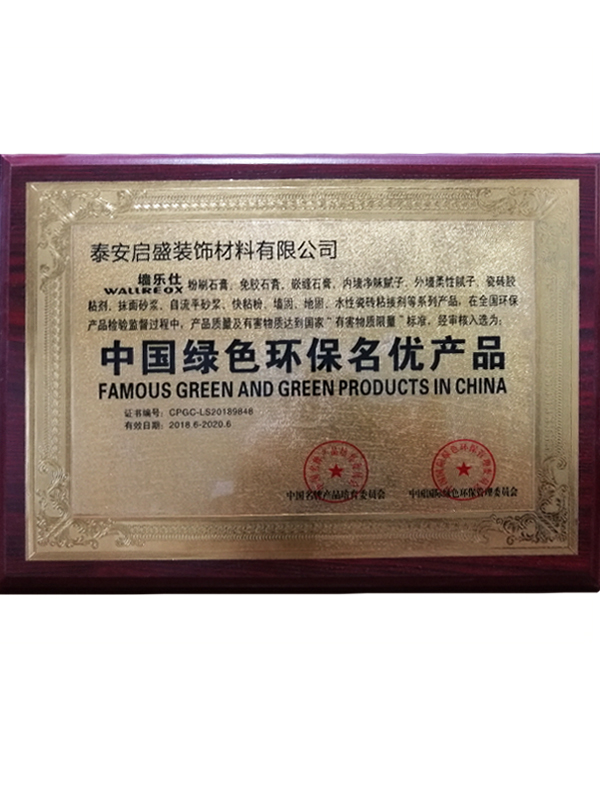 泰安启盛装饰材料有限公司
墙乐仕
WALLREOX
粉刷石膏、免胶石膏、嵌缝石膏、内墙净味腻子、外墙柔性腻子、瓷砖胶
粘剂、抹面砂浆、自流平砂浆、快粘粉、墙固、地固、水性瓷砖粘接剂等系列产品，在全国环保
产品检验监督过程中，产品质量及有害物质达到国家“有害物质限量”标准，经审核入选为：
中国绿色环保名优产品
FAMOUS GREEN AND GREEN PRODUCTS IN CHINA
证书编号：CPGC-LS20189848
有效日期：2018.6-2020.6
中国名牌产品培育委员会
中国国际绿色环保管理委员会